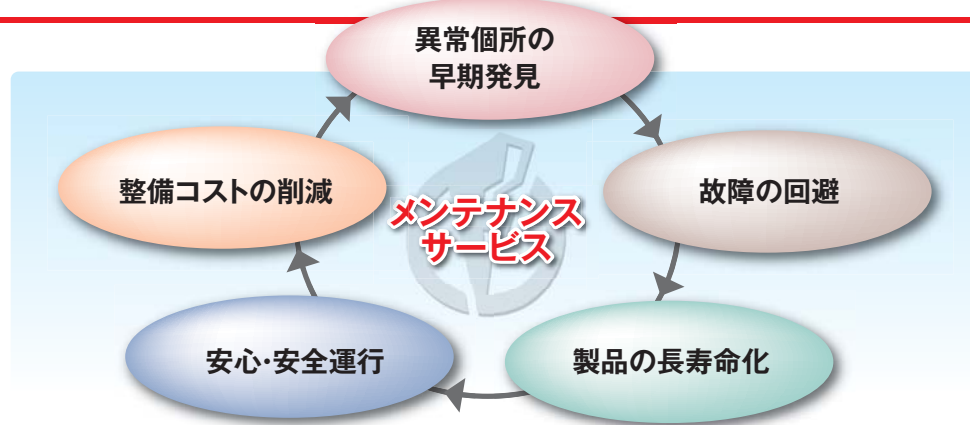 異常個所の
早期発見
整備コストの削減
故障の回避
メンテナンス
サービス
安心・安全運行
製品の長寿命化